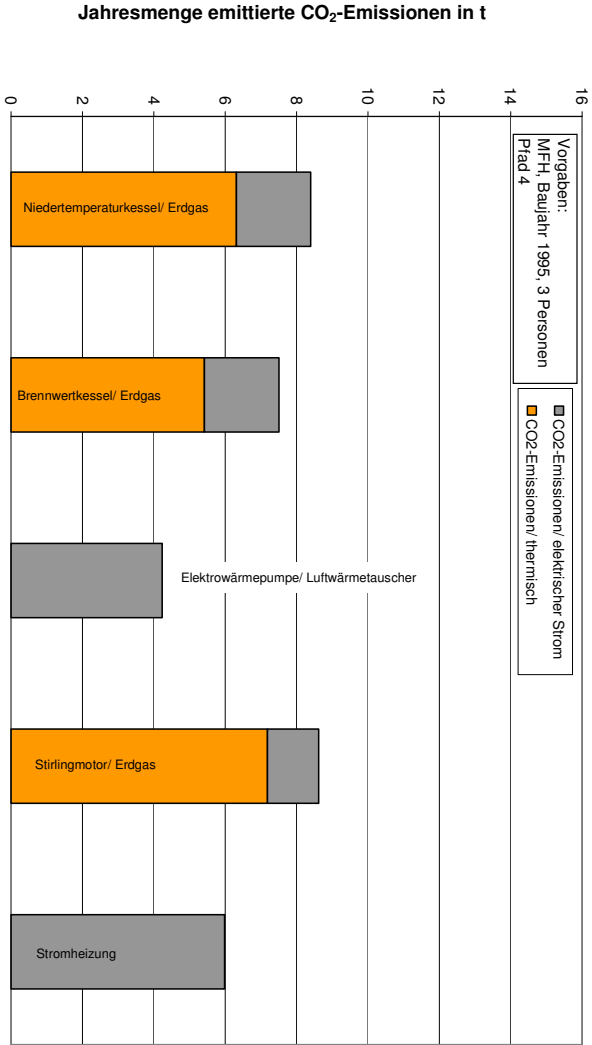 Jahresmenge emittierte CO₂-Emissionen in t
0
2
4
6
8
10
12
14
16
Vorgaben:
MFH, Baujahr 1995, 3 Personen
Pfad 4
CO2-Emissionen/ elektrischer Strom
CO2-Emissionen/ thermisch
Niedertemperaturkessel/ Erdgas
Brennwertkessel/ Erdgas
Elektrowärmepumpe/ Luftwärmetauscher
Stirlingmotor/ Erdgas
Stromheizung